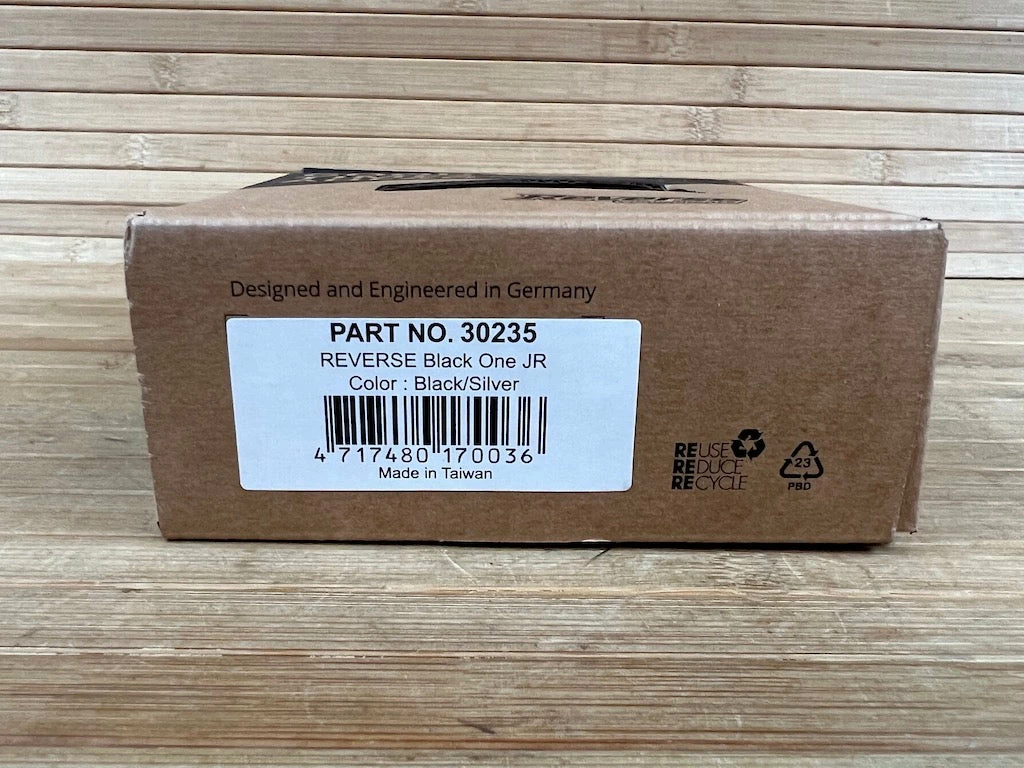 REVERSE
Designed and Engineered in Germany
PART NO. 30235
REVERSE Black One JR
Color : Black/Silver
4 717480 170036
Made in Taiwan
REUSE
REDUCE
RECYCLE
23
PBD